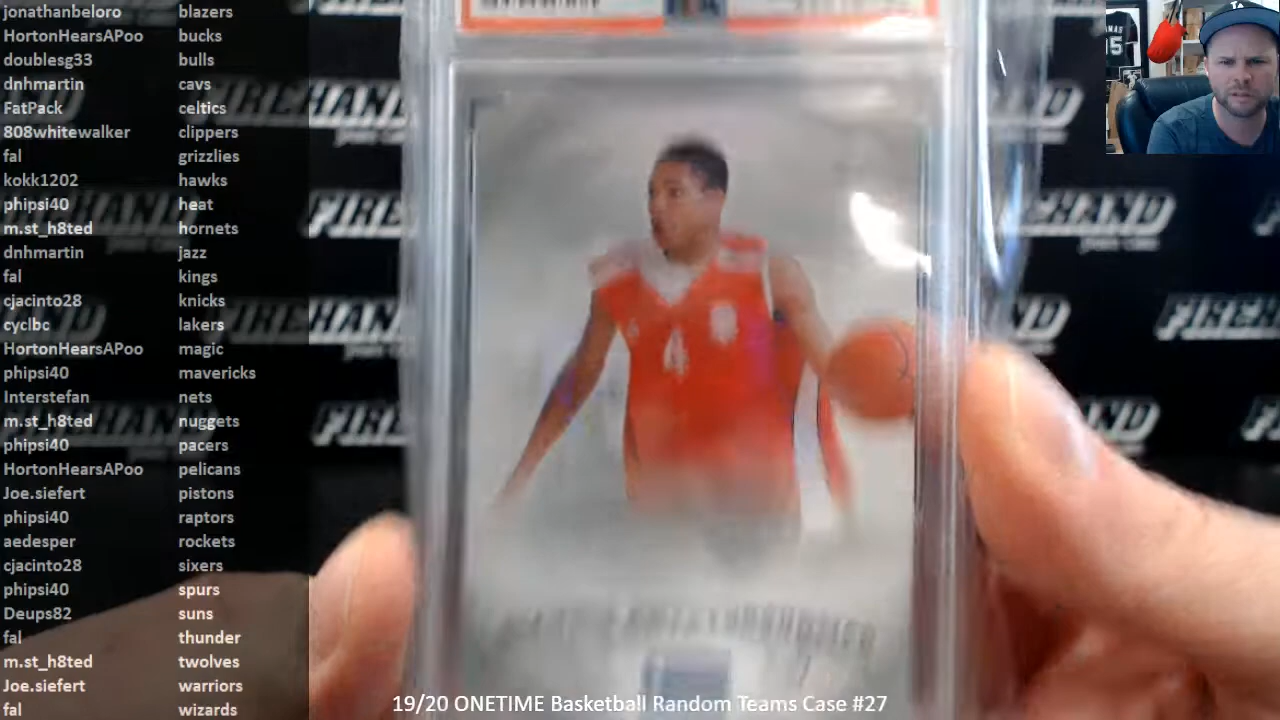 jonathanbeloro blazers
HortonHearsAPoo bucks
doublesg33 bulls
dnhmartin cavs
FatPack celtics
808whitewalker clippers
fal grizzlies
kokk1202 hawks
phipsi40 heat
m.st_h8ted hornets
dnhmartin jazz
fal kings
cjacinto28 knicks
cyclbc lakers
HortonHearsAPoo magic
phipsi40 mavericks
Interstefan nets
m.st_h8ted nuggets
phipsi40 pacers
HortonHearsAPoo pelicans
Joe.siefert pistons
phipsi40 raptors
aedesper rockets
cjacinto28 sixers
phipsi40 spurs
Deups82 suns
fal thunder
m.st_h8ted twolves
Joe.siefert warriors
fal wizards
FIREHAND
FIREHAND
4
19/20 ONETIME Basketball Random Teams Case #27